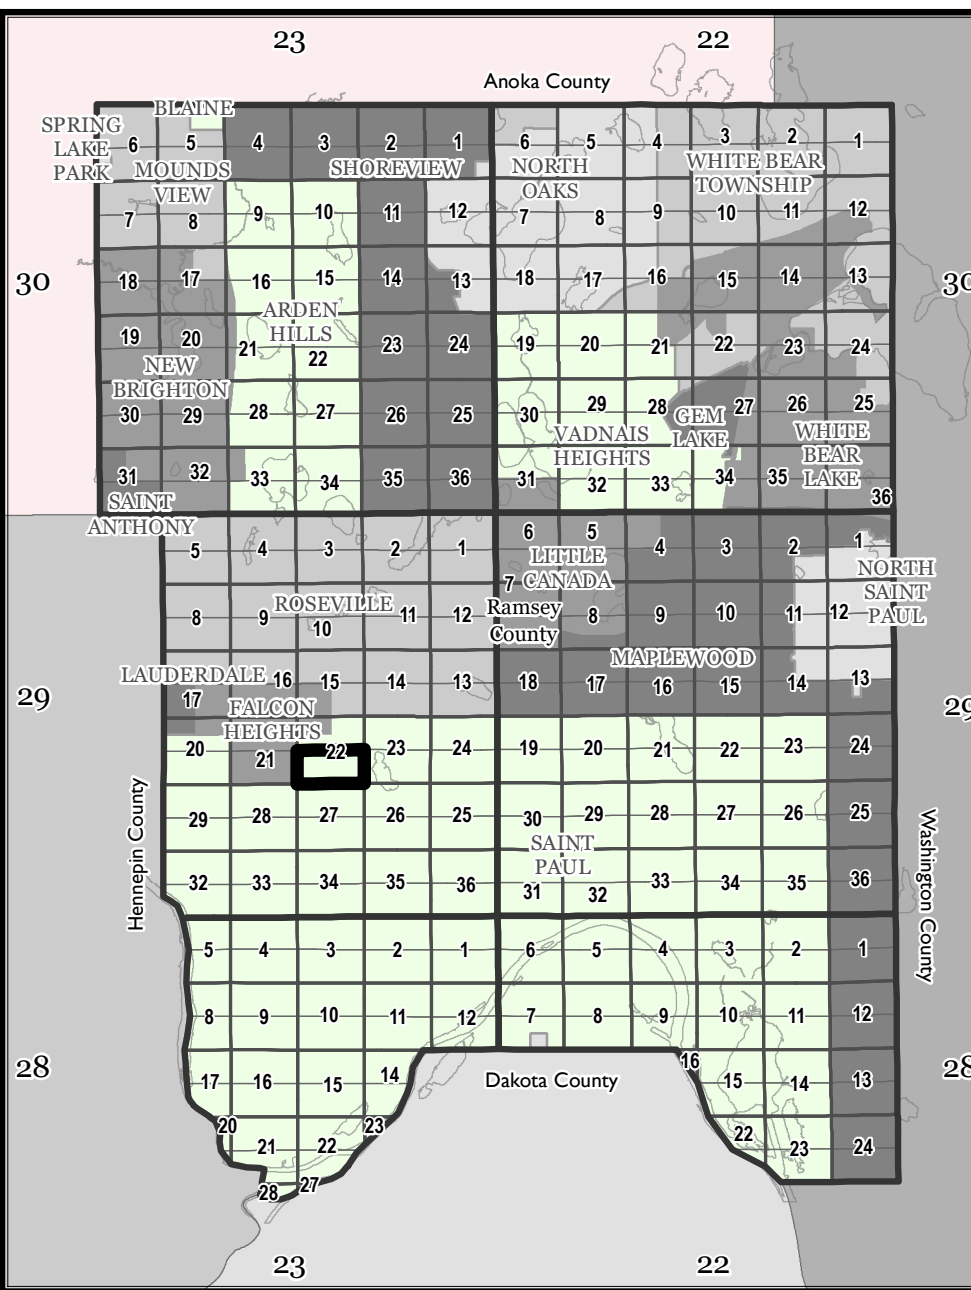 23 22
Anoka County
BLAINE
SPRING
LAKE
PARK
6 5 4 3 2 1 6 5 4 3 2 1
MOUNDS
VIEW
SHOREVIEW
NORTH
OAKS
WHITE BEAR
TOWNSHIP
7 8 9 10 11 12 7 8 9 10 11 12
30 18 17 16 15 14 13 18 17 16 15 14 13 30
ARDEN
HILLS
19 20 21 22 23 24 19 20 21 22 23 24
NEW
BRIGHTON
30 29 28 27 26 25 30 29 28 27 26 25
GEM
LAKE
VADNAIS
HEIGHTS
WHITE
BEAR
LAKE
31 32 33 34 35 36 31 32 33 34 35 36
SAINT
ANTHONY
5 4 3 2 1 6 5 4 3 2 1
LITTLE
CANADA
NORTH
SAINT
PAUL
ROSEVILLE
Ramsey
County
8 9 10 11 12 7 8 9 10 11 12
MAPLEWOOD
LAUDERDALE
29 17 16 15 14 13 18 17 16 15 14 13 29
FALCON
HEIGHTS
20 21 22 23 24 19 20 21 22 23 24
Hennepin County
29 28 27 26 25 30 29 28 27 26 25
Washington County
SAINT
PAUL
32 33 34 35 36 31 32 33 34 35 36
5 4 3 2 1 6 5 4 3 2 1
8 9 10 11 12 7 8 9 10 11 12
28 17 16 15 14 16 15 14 13 28
Dakota County
20 21 22 23 22 23 24
28 27
23 22